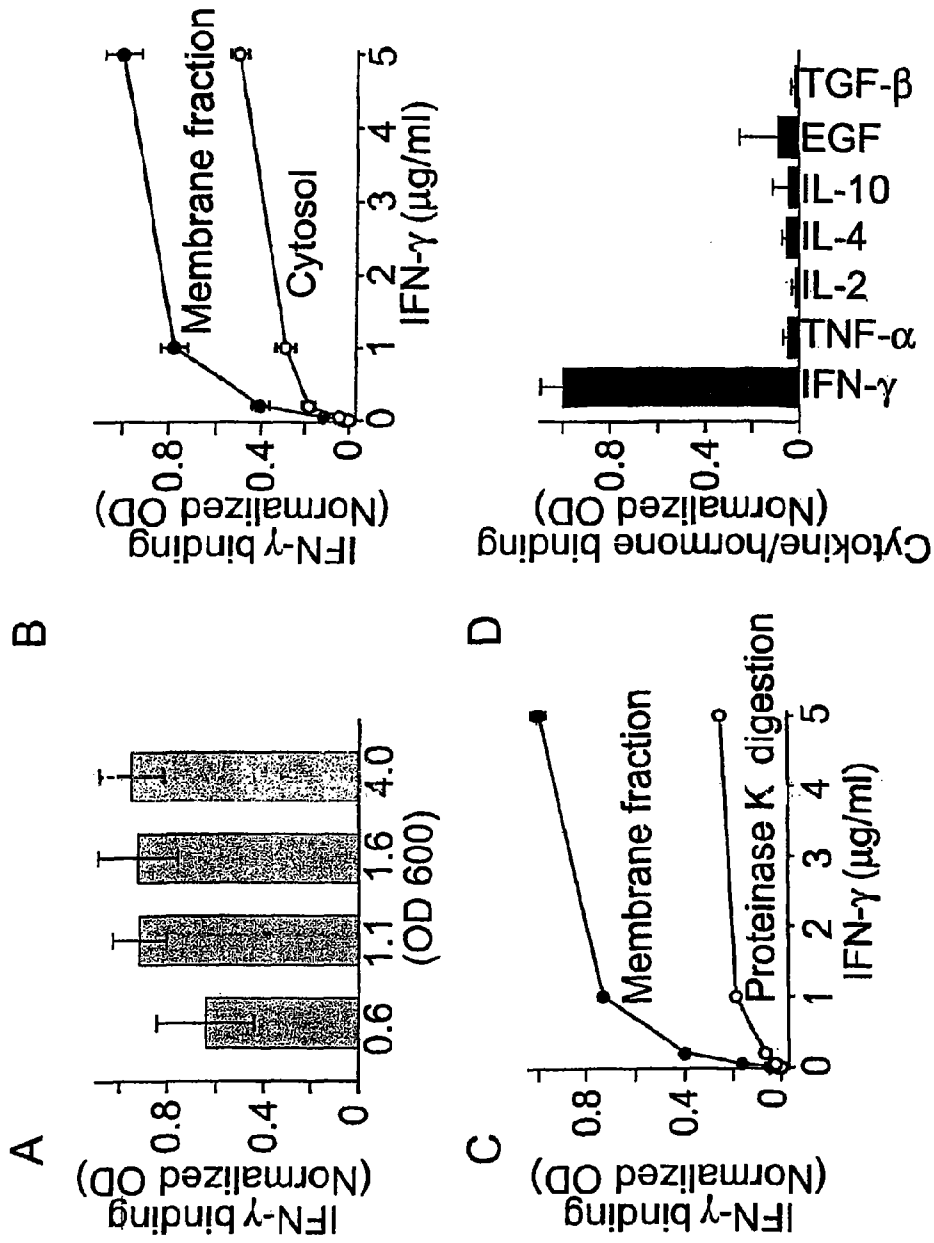 A
IFN-γ binding
(Normalized OD)
0.8
0.4
0
0.6
1.1
1.6
4.0
(OD 600)
B
IFN-γ binding
(Normalized OD)
0.8
0.4
0
Membrane fraction
Cytosol
0
1
2
3
4
5
IFN-γ (μg/ml)
C
IFN-γ binding
(Normalized OD)
0.8
0.4
0
Membrane fraction
Proteinase K digestion
0
1
2
3
4
5
IFN-γ (μg/ml)
D
Cytokine/hormone binding
(Normalized OD)
0.8
0.4
0
IFN-γ
TNF-α
IL-2
IL-4
IL-10
EGF
TGF-β